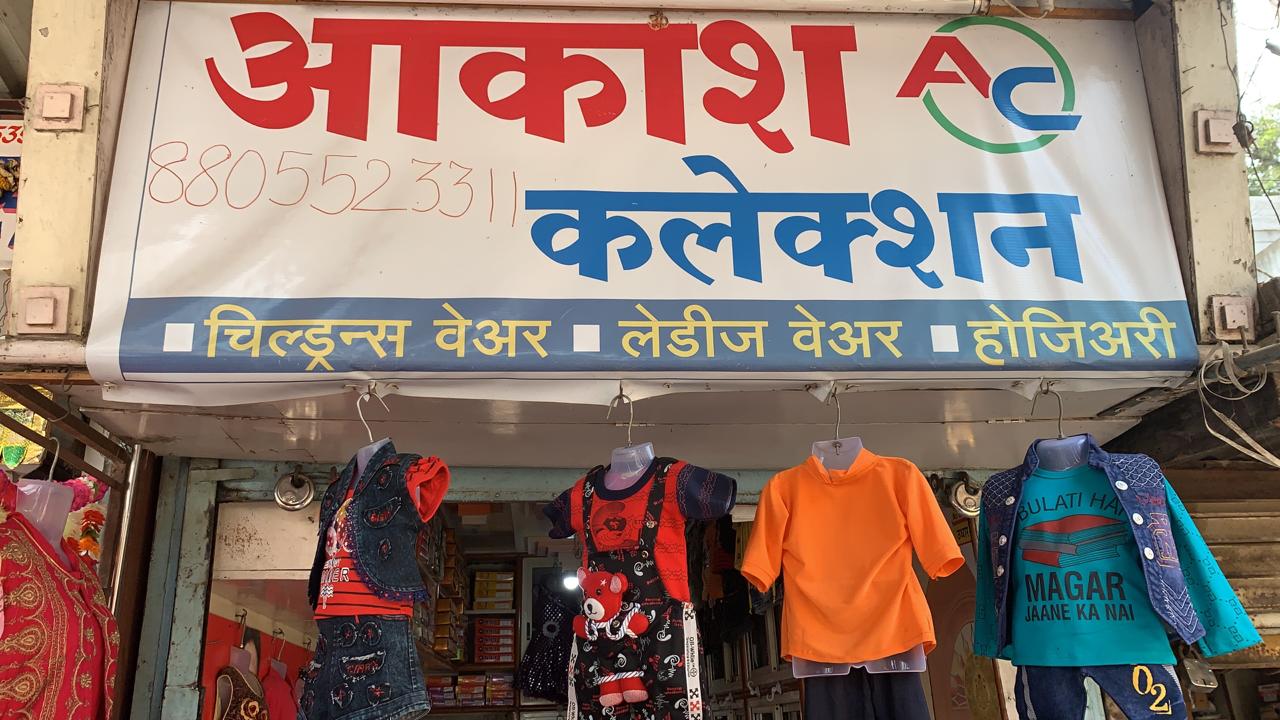 आकाश AC
8805523311
कलेक्शन
चिल्ड्रन्स वेअर लेडीज वेअर होजिअरी
BULATI HAI
MAGAR
JAANE KA NAI
02